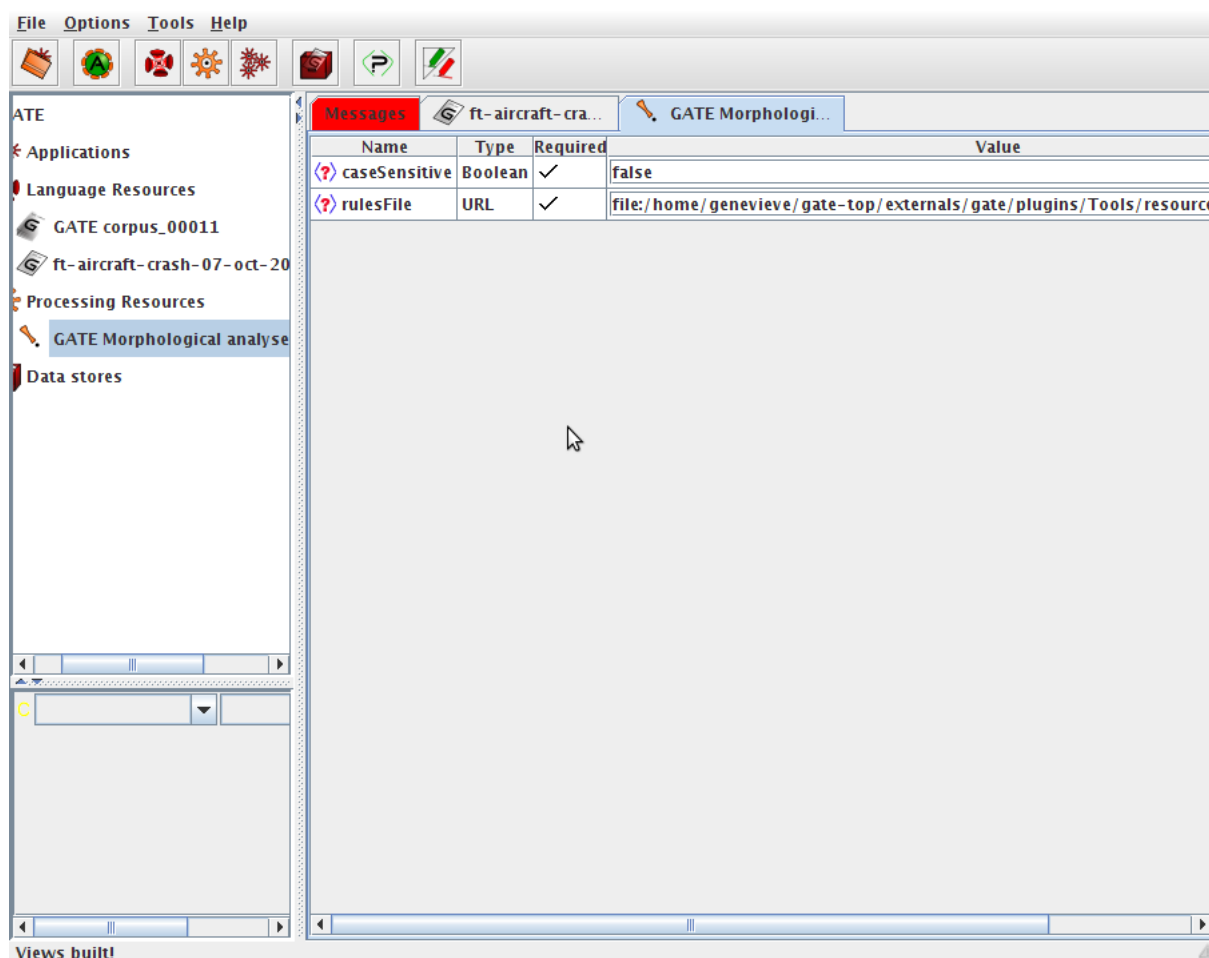 File Options Tools Help
ATE
Applications
Language Resources
GATE corpus_00011
ft-aircraft-crash-07-oct-20
Processing Resources
GATE Morphological analyse
Data stores
Messages ft-aircraft-cra... GATE Morphologi...
Name Type Required Value
<?> caseSensitive Boolean ✓ false
<?> rulesFile URL ✓ file:/home/genevieve/gate-top/externals/gate/plugins/Tools/resourc
C
Views built!